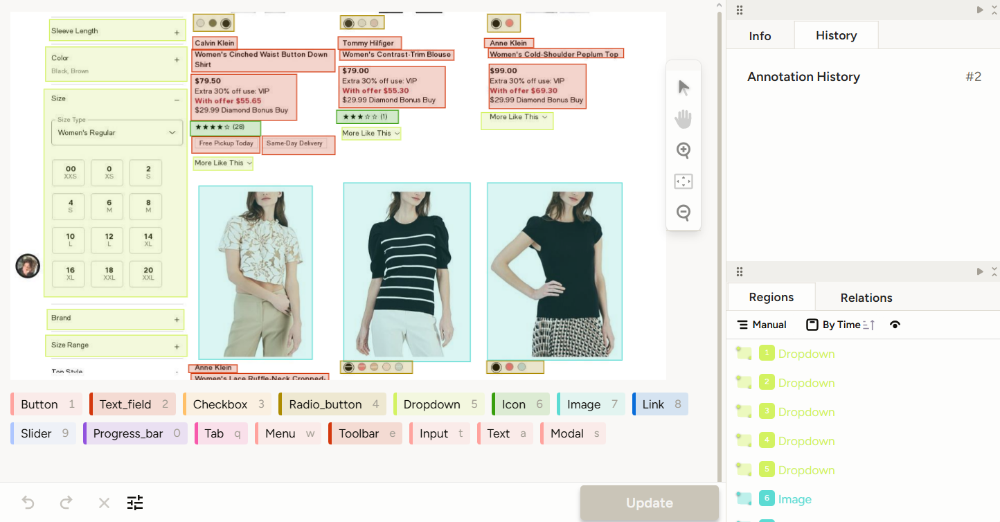 Sleeve Length +
Color +
Black, Brown
Size −
Size Type
Women's Regular
00
XXS
0
XS
2
S
4
S
6
M
8
M
10
L
12
L
14
XL
16
XL
18
XXL
20
XXL
Brand +
Size Range +
Top Style
Calvin Klein
Women's Cinched Waist Button Down
Shirt
$79.50
Extra 30% off use: VIP
With offer $55.65
$29.99 Diamond Bonus Buy
★★★★☆ (28)
Free Pickup Today
Same-Day Delivery
More Like This
Tommy Hilfiger
Women's Contrast-Trim Blouse
$79.00
Extra 30% off use: VIP
With offer $55.30
$29.99 Diamond Bonus Buy
★★★☆☆ (1)
More Like This
Anne Klein
Women's Cold-Shoulder Peplum Top
$99.00
Extra 30% off use: VIP
With offer $69.30
$29.99 Diamond Bonus Buy
More Like This
Anne Klein
Women's Lace Ruffle-Neck Cropped-
Button 1
Text_field 2
Checkbox 3
Radio_button 4
Dropdown 5
Icon 6
Image 7
Link 8
Slider 9
Progress_bar 0
Tab q
Menu w
Toolbar e
Input t
Text a
Modal s
Update
Info
History
Annotation History #2
Regions
Relations
Manual
By Time
1 Dropdown
2 Dropdown
3 Dropdown
4 Dropdown
5 Dropdown
6 Image